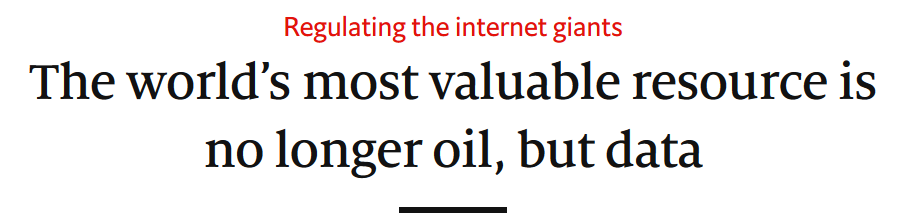 Regulating the internet giants
The world’s most valuable resource is
no longer oil, but data